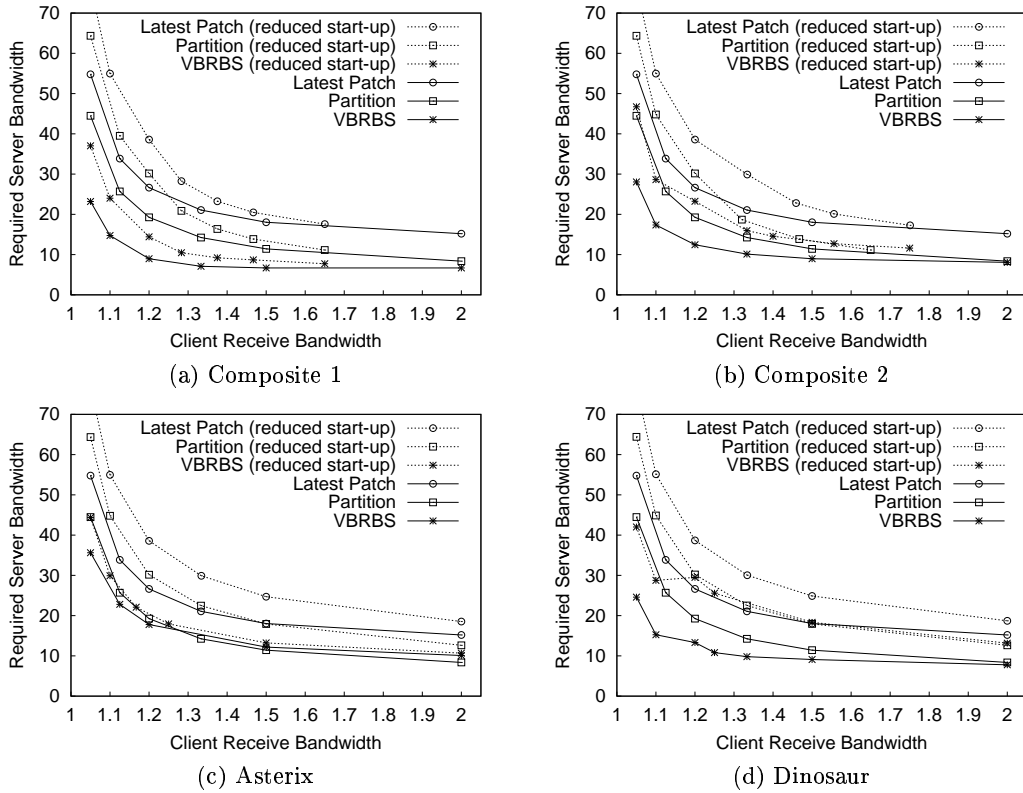 Required Server Bandwidth
70
60
50
40
30
20
10
0
Latest Patch (reduced start-up)
Partition (reduced start-up)
VBRBS (reduced start-up)
Latest Patch
Partition
VBRBS
1 1.1 1.2 1.3 1.4 1.5 1.6 1.7 1.8 1.9 2
Client Receive Bandwidth
(a) Composite 1
Required Server Bandwidth
70
60
50
40
30
20
10
0
Latest Patch (reduced start-up)
Partition (reduced start-up)
VBRBS (reduced start-up)
Latest Patch
Partition
VBRBS
1 1.1 1.2 1.3 1.4 1.5 1.6 1.7 1.8 1.9 2
Client Receive Bandwidth
(b) Composite 2
Required Server Bandwidth
70
60
50
40
30
20
10
0
Latest Patch (reduced start-up)
Partition (reduced start-up)
VBRBS (reduced start-up)
Latest Patch
Partition
VBRBS
1 1.1 1.2 1.3 1.4 1.5 1.6 1.7 1.8 1.9 2
Client Receive Bandwidth
(c) Asterix
Required Server Bandwidth
70
60
50
40
30
20
10
0
Latest Patch (reduced start-up)
Partition (reduced start-up)
VBRBS (reduced start-up)
Latest Patch
Partition
VBRBS
1 1.1 1.2 1.3 1.4 1.5 1.6 1.7 1.8 1.9 2
Client Receive Bandwidth
(d) Dinosaur